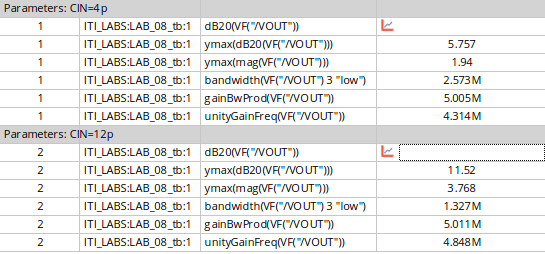 Parameters: CIN=4p
1 ITI_LABS:LAB_08_tb:1 dB20(VF("/VOUT"))
1 ITI_LABS:LAB_08_tb:1 ymax(dB20(VF("/VOUT"))) 5.757
1 ITI_LABS:LAB_08_tb:1 ymax(mag(VF("/VOUT"))) 1.94
1 ITI_LABS:LAB_08_tb:1 bandwidth(VF("/VOUT") 3 "low") 2.573M
1 ITI_LABS:LAB_08_tb:1 gainBwProd(VF("/VOUT")) 5.005M
1 ITI_LABS:LAB_08_tb:1 unityGainFreq(VF("/VOUT")) 4.314M
Parameters: CIN=12p
2 ITI_LABS:LAB_08_tb:1 dB20(VF("/VOUT"))
2 ITI_LABS:LAB_08_tb:1 ymax(dB20(VF("/VOUT"))) 11.52
2 ITI_LABS:LAB_08_tb:1 ymax(mag(VF("/VOUT"))) 3.768
2 ITI_LABS:LAB_08_tb:1 bandwidth(VF("/VOUT") 3 "low") 1.327M
2 ITI_LABS:LAB_08_tb:1 gainBwProd(VF("/VOUT")) 5.011M
2 ITI_LABS:LAB_08_tb:1 unityGainFreq(VF("/VOUT")) 4.848M